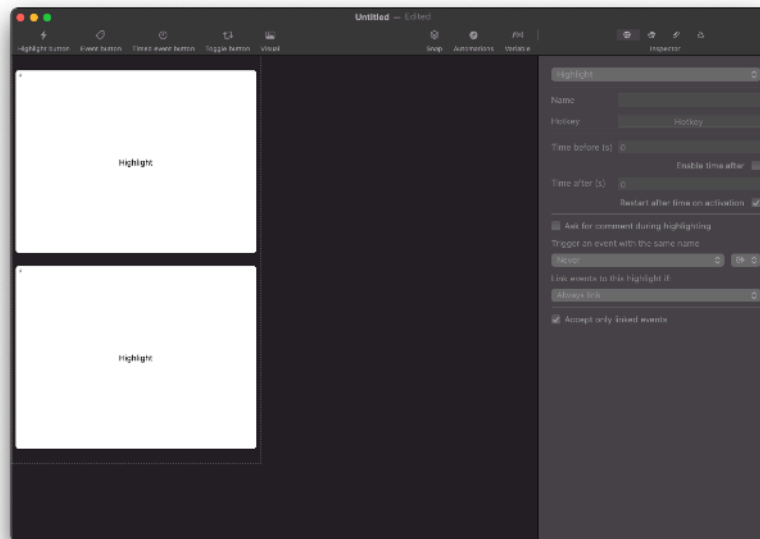 Untitled — Edited
Highlight button Event button Timed event button Toggle button Visual Snap Automations Variable Inspector
Highlight
Name
Hotkey Hotkey
Highlight
Time before (s) 0
Enable time after
Time after (s) 0
Restart after time on activation
Ask for comment during highlighting
Trigger an event with the same name
Never
Link events to this highlight if:
Always link
Accept only linked events
Highlight